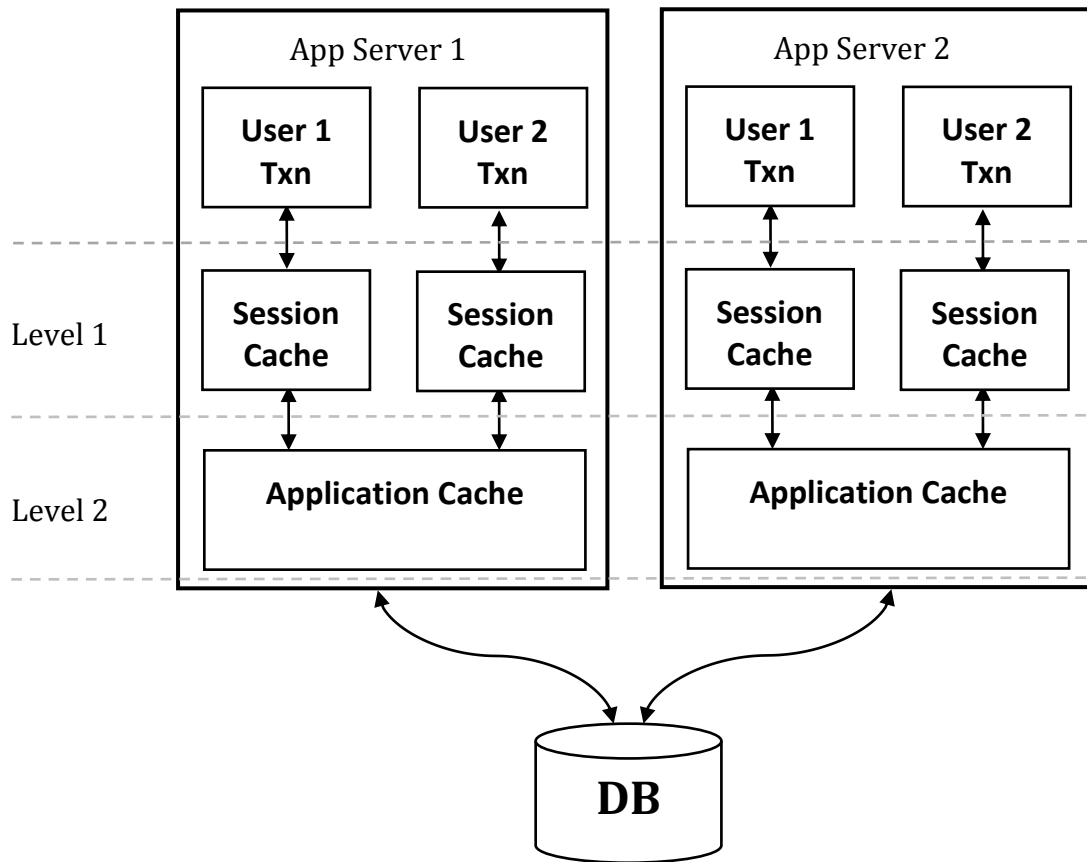 App Server 1
App Server 2
User 1
Txn
User 2
Txn
User 1
Txn
User 2
Txn
Level 1
Session
Cache
Session
Cache
Session
Cache
Session
Cache
Level 2
Application Cache
Application Cache
DB